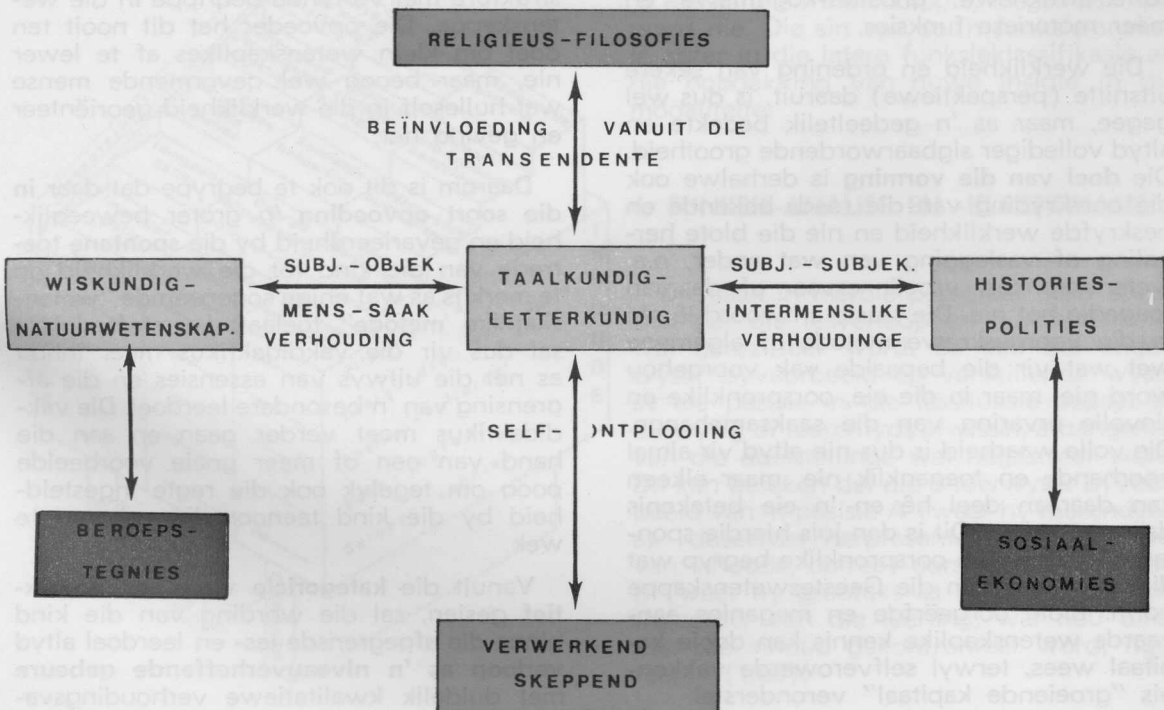 RELIGIEUS-FILOSOFIES
BEÏNVLOEDING VANUIT DIE
TRANSENDENTE
WISKUNDIG-
NATUURWETENSKAP.
SUBJ.--OBJEK
MENS--SAAK
VERHOUDING
TAALKUNDIG-
LETTERKUNDIG
SUBJ.--SUBJEK
INTERMENSLIKE
VERHOUDINGE
HISTORIES-
POLITIES
SELF- ONTPLOOIING
BEROEPS-
TEGNIES
SOSIAAL-
EKONOMIES
VERWERKEND
SKEPPEND